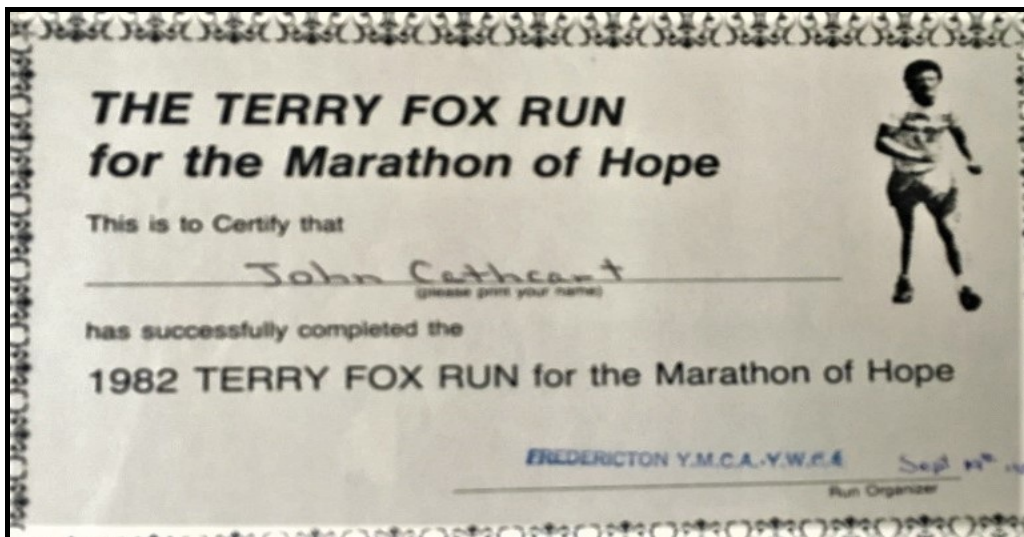 THE TERRY FOX RUN
for the Marathon of Hope
This is to Certify that
John Cathcart
(please print your name)
has successfully completed the
1982 TERRY FOX RUN for the Marathon of Hope
FREDERICTON Y.M.C.A.-Y.W.C.A Sept
Run Organizer